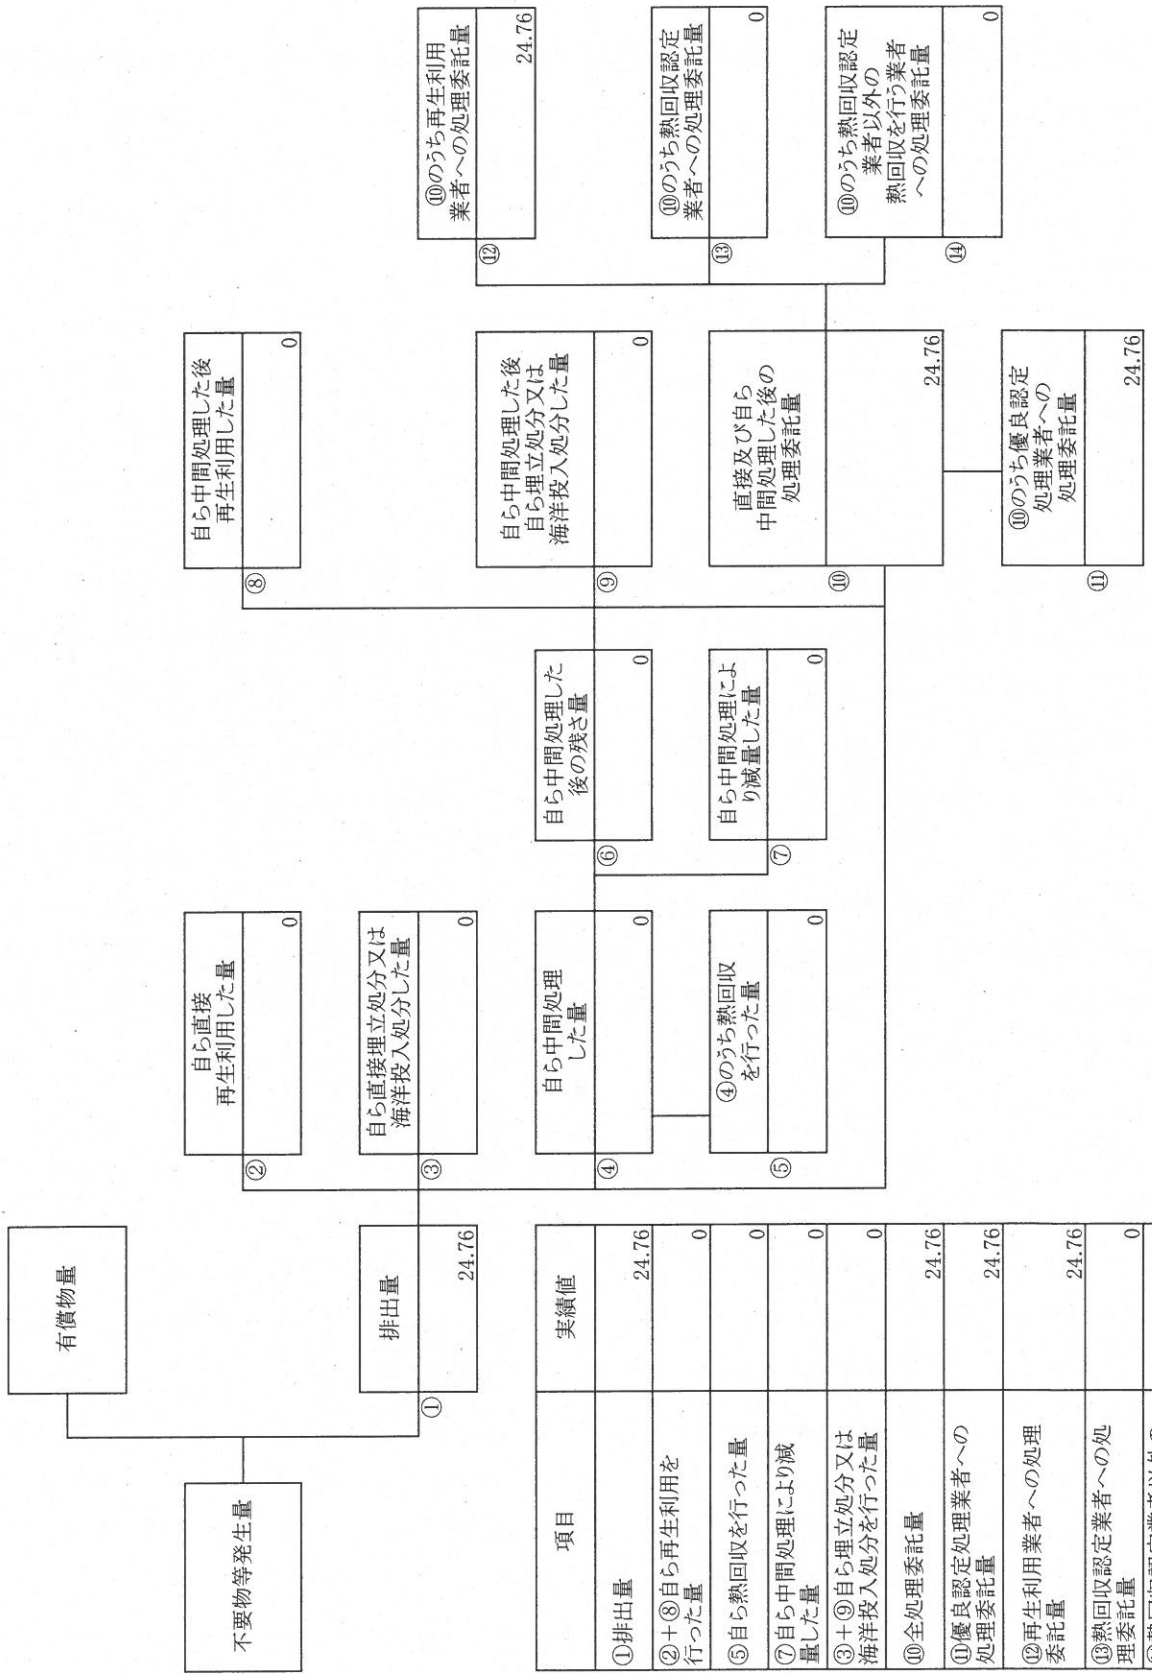 有償物量
不要物等発生量
排出量
①
24.76
自ら直接
再生利用した量
②
0
自ら直接埋立処分又は
海洋投入処分した量
③
0
自ら中間処理
した量
④
0
④のうち熱回収
を行った量
⑤
0
自ら中間処理した
後の残さ量
⑥
0
自ら中間処理によ
り減量した量
⑦
0
自ら中間処理した後
再生利用した量
⑧
0
自ら中間処理した後
自ら埋立処分又は
海洋投入処分した量
⑨
0
直接及び自ら
中間処理した後の
処理委託量
⑩
24.76
⑩のうち優良認定
処理業者への
処理委託量
⑪
24.76
⑩のうち再生利用
業者への処理委託量
⑫
24.76
⑩のうち熱回収認定
業者への処理委託量
⑬
0
⑩のうち熱回収認定
業者以外の
熱回収を行う業者
への処理委託量
⑭
0
項目 実績値
①排出量 24.76
②+⑧自ら再生利用を
行った量 0
⑤自ら熱回収を行った量 0
⑦自ら中間処理により減
量した量 0
③+⑨自ら埋立処分又は
海洋投入処分を行った量 0
⑩全処理委託量 24.76
⑪優良認定処理業者への
処理委託量 24.76
⑫再生利用業者への処理
委託量 24.76
⑬熱回収認定業者への処
理委託量 0